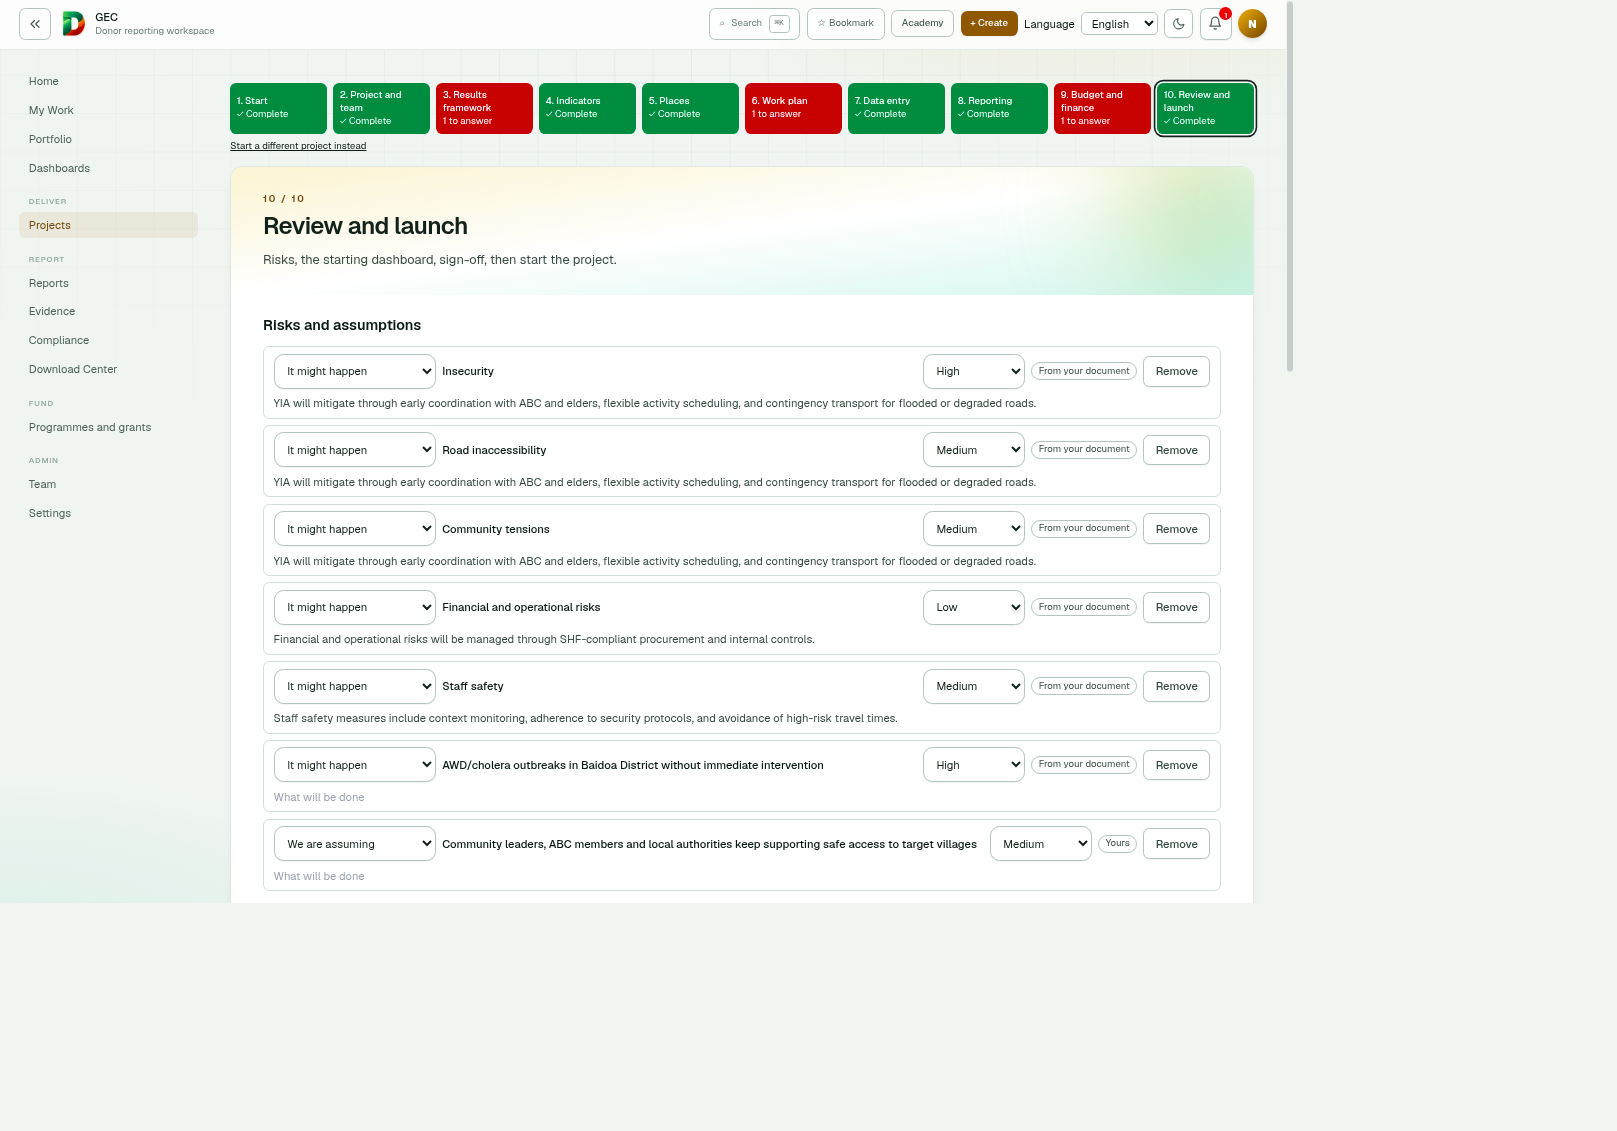 GEC
Donor reporting workspace
Search ⌘K
☆ Bookmark
Academy
+ Create
Language
English
1
N
Home
My Work
Portfolio
Dashboards
DELIVER
Projects
REPORT
Reports
Evidence
Compliance
Download Center
FUND
Programmes and grants
ADMIN
Team
Settings
1. Start
✓ Complete
2. Project and
team
✓ Complete
3. Results
framework
1 to answer
4. Indicators
✓ Complete
5. Places
✓ Complete
6. Work plan
1 to answer
7. Data entry
✓ Complete
8. Reporting
✓ Complete
9. Budget and
finance
1 to answer
10. Review and
launch
✓ Complete
Start a different project instead
10 / 10
Review and launch
Risks, the starting dashboard, sign-off, then start the project.
Risks and assumptions
It might happen Insecurity High From your document Remove
YIA will mitigate through early coordination with ABC and elders, flexible activity scheduling, and contingency transport for flooded or degraded roads.
It might happen Road inaccessibility Medium From your document Remove
YIA will mitigate through early coordination with ABC and elders, flexible activity scheduling, and contingency transport for flooded or degraded roads.
It might happen Community tensions Medium From your document Remove
YIA will mitigate through early coordination with ABC and elders, flexible activity scheduling, and contingency transport for flooded or degraded roads.
It might happen Financial and operational risks Low From your document Remove
Financial and operational risks will be managed through SHF-compliant procurement and internal controls.
It might happen Staff safety Medium From your document Remove
Staff safety measures include context monitoring, adherence to security protocols, and avoidance of high-risk travel times.
It might happen AWD/cholera outbreaks in Baidoa District without immediate intervention High From your document Remove
What will be done
We are assuming Community leaders, ABC members and local authorities keep supporting safe access to target villages Medium Yours Remove
What will be done